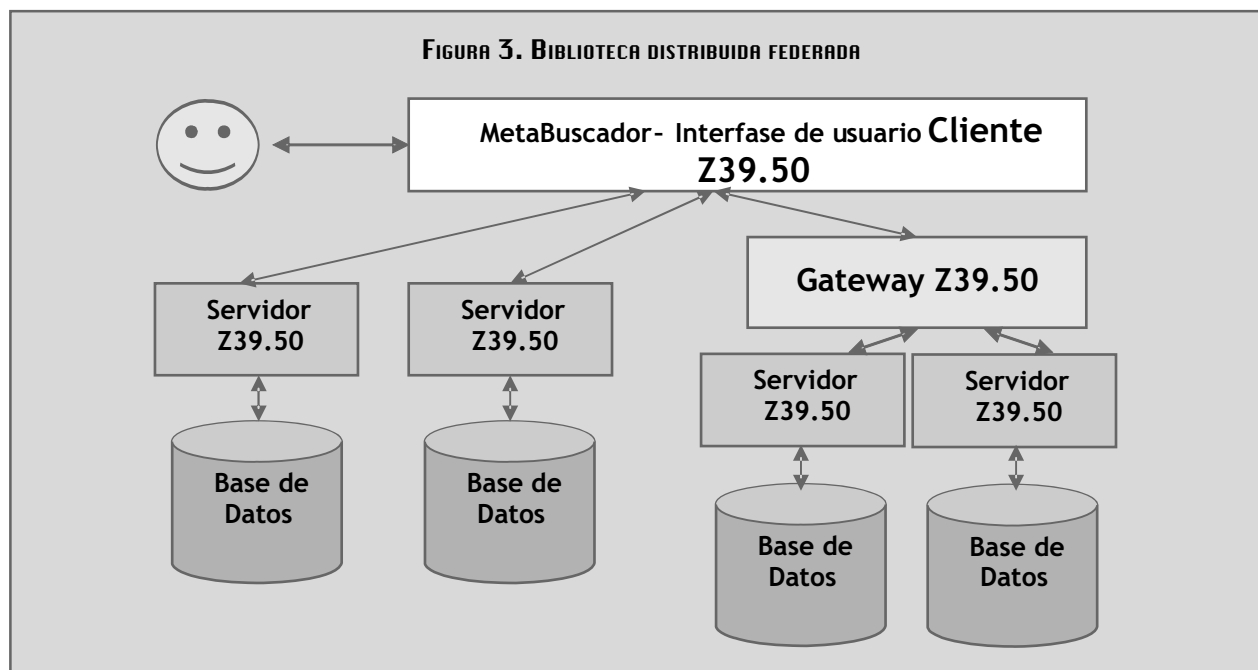 Figura 3. Biblioteca distribuida federada
MetaBuscador- Interfase de usuario Cliente
Z39.50
Gateway Z39.50
Servidor
Z39.50
Servidor
Z39.50
Servidor
Z39.50
Servidor
Z39.50
Base de
Datos
Base de
Datos
Base de
Datos
Base de
Datos